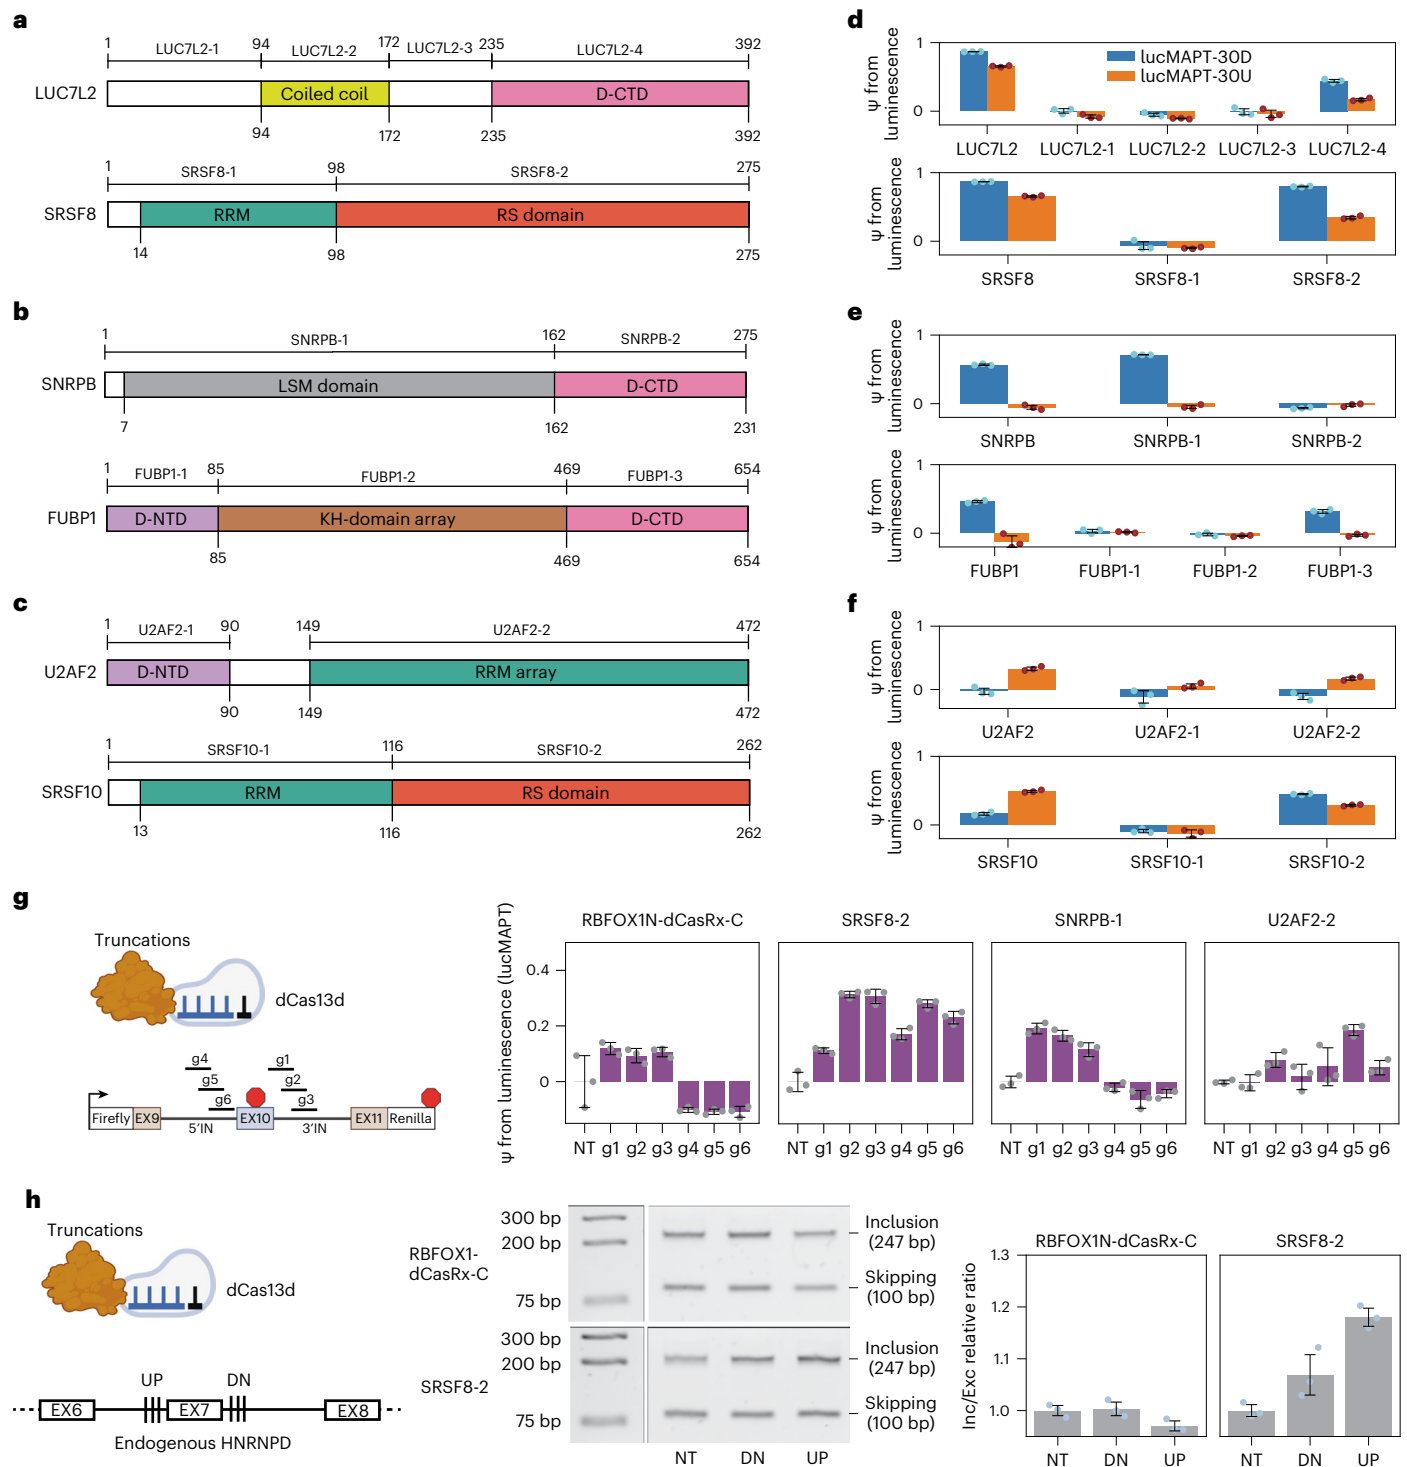 a
1 LUC7L2-1 94 LUC7L2-2 172 LUC7L2-3 235 LUC7L2-4 392
LUC7L2 Coiled coil D-CTD
94 172 235 392
1 SRSF8-1 98 SRSF8-2 275
SRSF8 RRM RS domain
14 98 275
b
1 SNRPB-1 162 SNRPB-2 275
SNRPB LSM domain D-CTD
7 162 231
1 FUBP1-1 85 FUBP1-2 469 FUBP1-3 654
FUBP1 D-NTD KH-domain array D-CTD
85 469 654
c
1 U2AF2-1 90 149 U2AF2-2 472
U2AF2 D-NTD RRM array
90 149 472
1 SRSF10-1 116 SRSF10-2 262
SRSF10 RRM RS domain
13 116 262
d
ψ from
luminescence
1
0
lucMAPT-30D
lucMAPT-30U
LUC7L2 LUC7L2-1 LUC7L2-2 LUC7L2-3 LUC7L2-4
ψ from
luminescence
1
0
SRSF8 SRSF8-1 SRSF8-2
e
ψ from
luminescence
1
0
SNRPB SNRPB-1 SNRPB-2
ψ from
luminescence
1
0
FUBP1 FUBP1-1 FUBP1-2 FUBP1-3
f
ψ from
luminescence
1
0
U2AF2 U2AF2-1 U2AF2-2
ψ from
luminescence
1
0
SRSF10 SRSF10-1 SRSF10-2
g
Truncations
dCas13d
g4 g1
g5 g2
g6 g3
Firefly EX9 EX10 EX11 Renilla
5'IN 3'IN
ψ from luminescence (lucMAPT)
RBFOX1N-dCasRx-C SRSF8-2 SNRPB-1 U2AF2-2
0.4
0.2
0
NT g1 g2 g3 g4 g5 g6 NT g1 g2 g3 g4 g5 g6 NT g1 g2 g3 g4 g5 g6 NT g1 g2 g3 g4 g5 g6
h
Truncations
dCas13d
UP DN
EX6 EX7 EX8
Endogenous HNRNPD
RBFOX1-
dCasRx-C
300 bp
200 bp
75 bp
Inclusion
(247 bp)
Skipping
(100 bp)
SRSF8-2
300 bp
200 bp
75 bp
Inclusion
(247 bp)
Skipping
(100 bp)
NT DN UP
Inc/Exc relative ratio
RBFOX1N-dCasRx-C SRSF8-2
1.3
1.2
1.1
1.0
NT DN UP NT DN UP